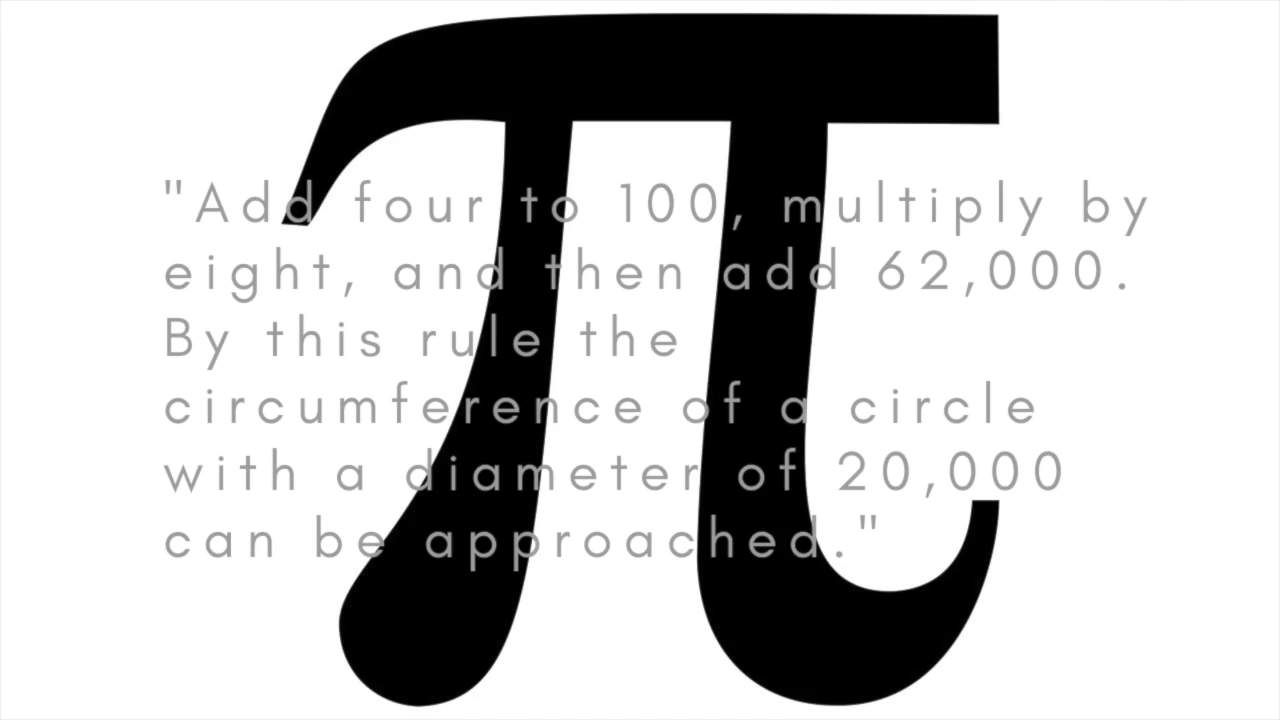 "Add four to 100, multiply by
eight, and then add 62,000.
By this rule the
circumference of a circle
with a diameter of 20,000
can be approached."